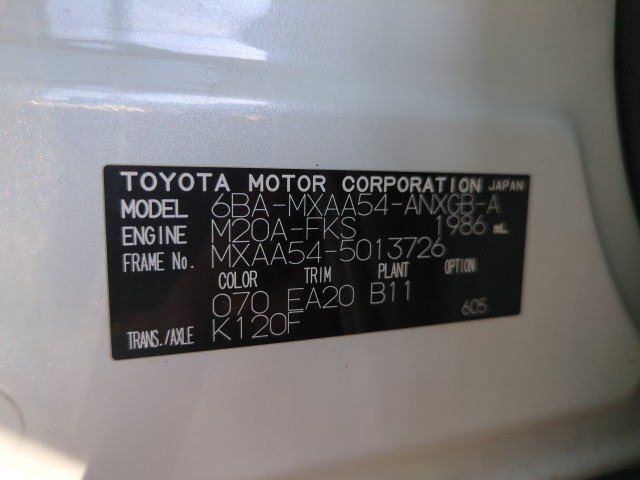 TOYOTA MOTOR CORPORATION JAPAN
MODEL 6BA-MXAA54-ANXGB-A
ENGINE M20A-FKS 1986 mL
FRAME No. MXAA54-5013726
COLOR TRIM PLANT OPTION
070 EA20 B11
TRANS./AXLE K120F 605